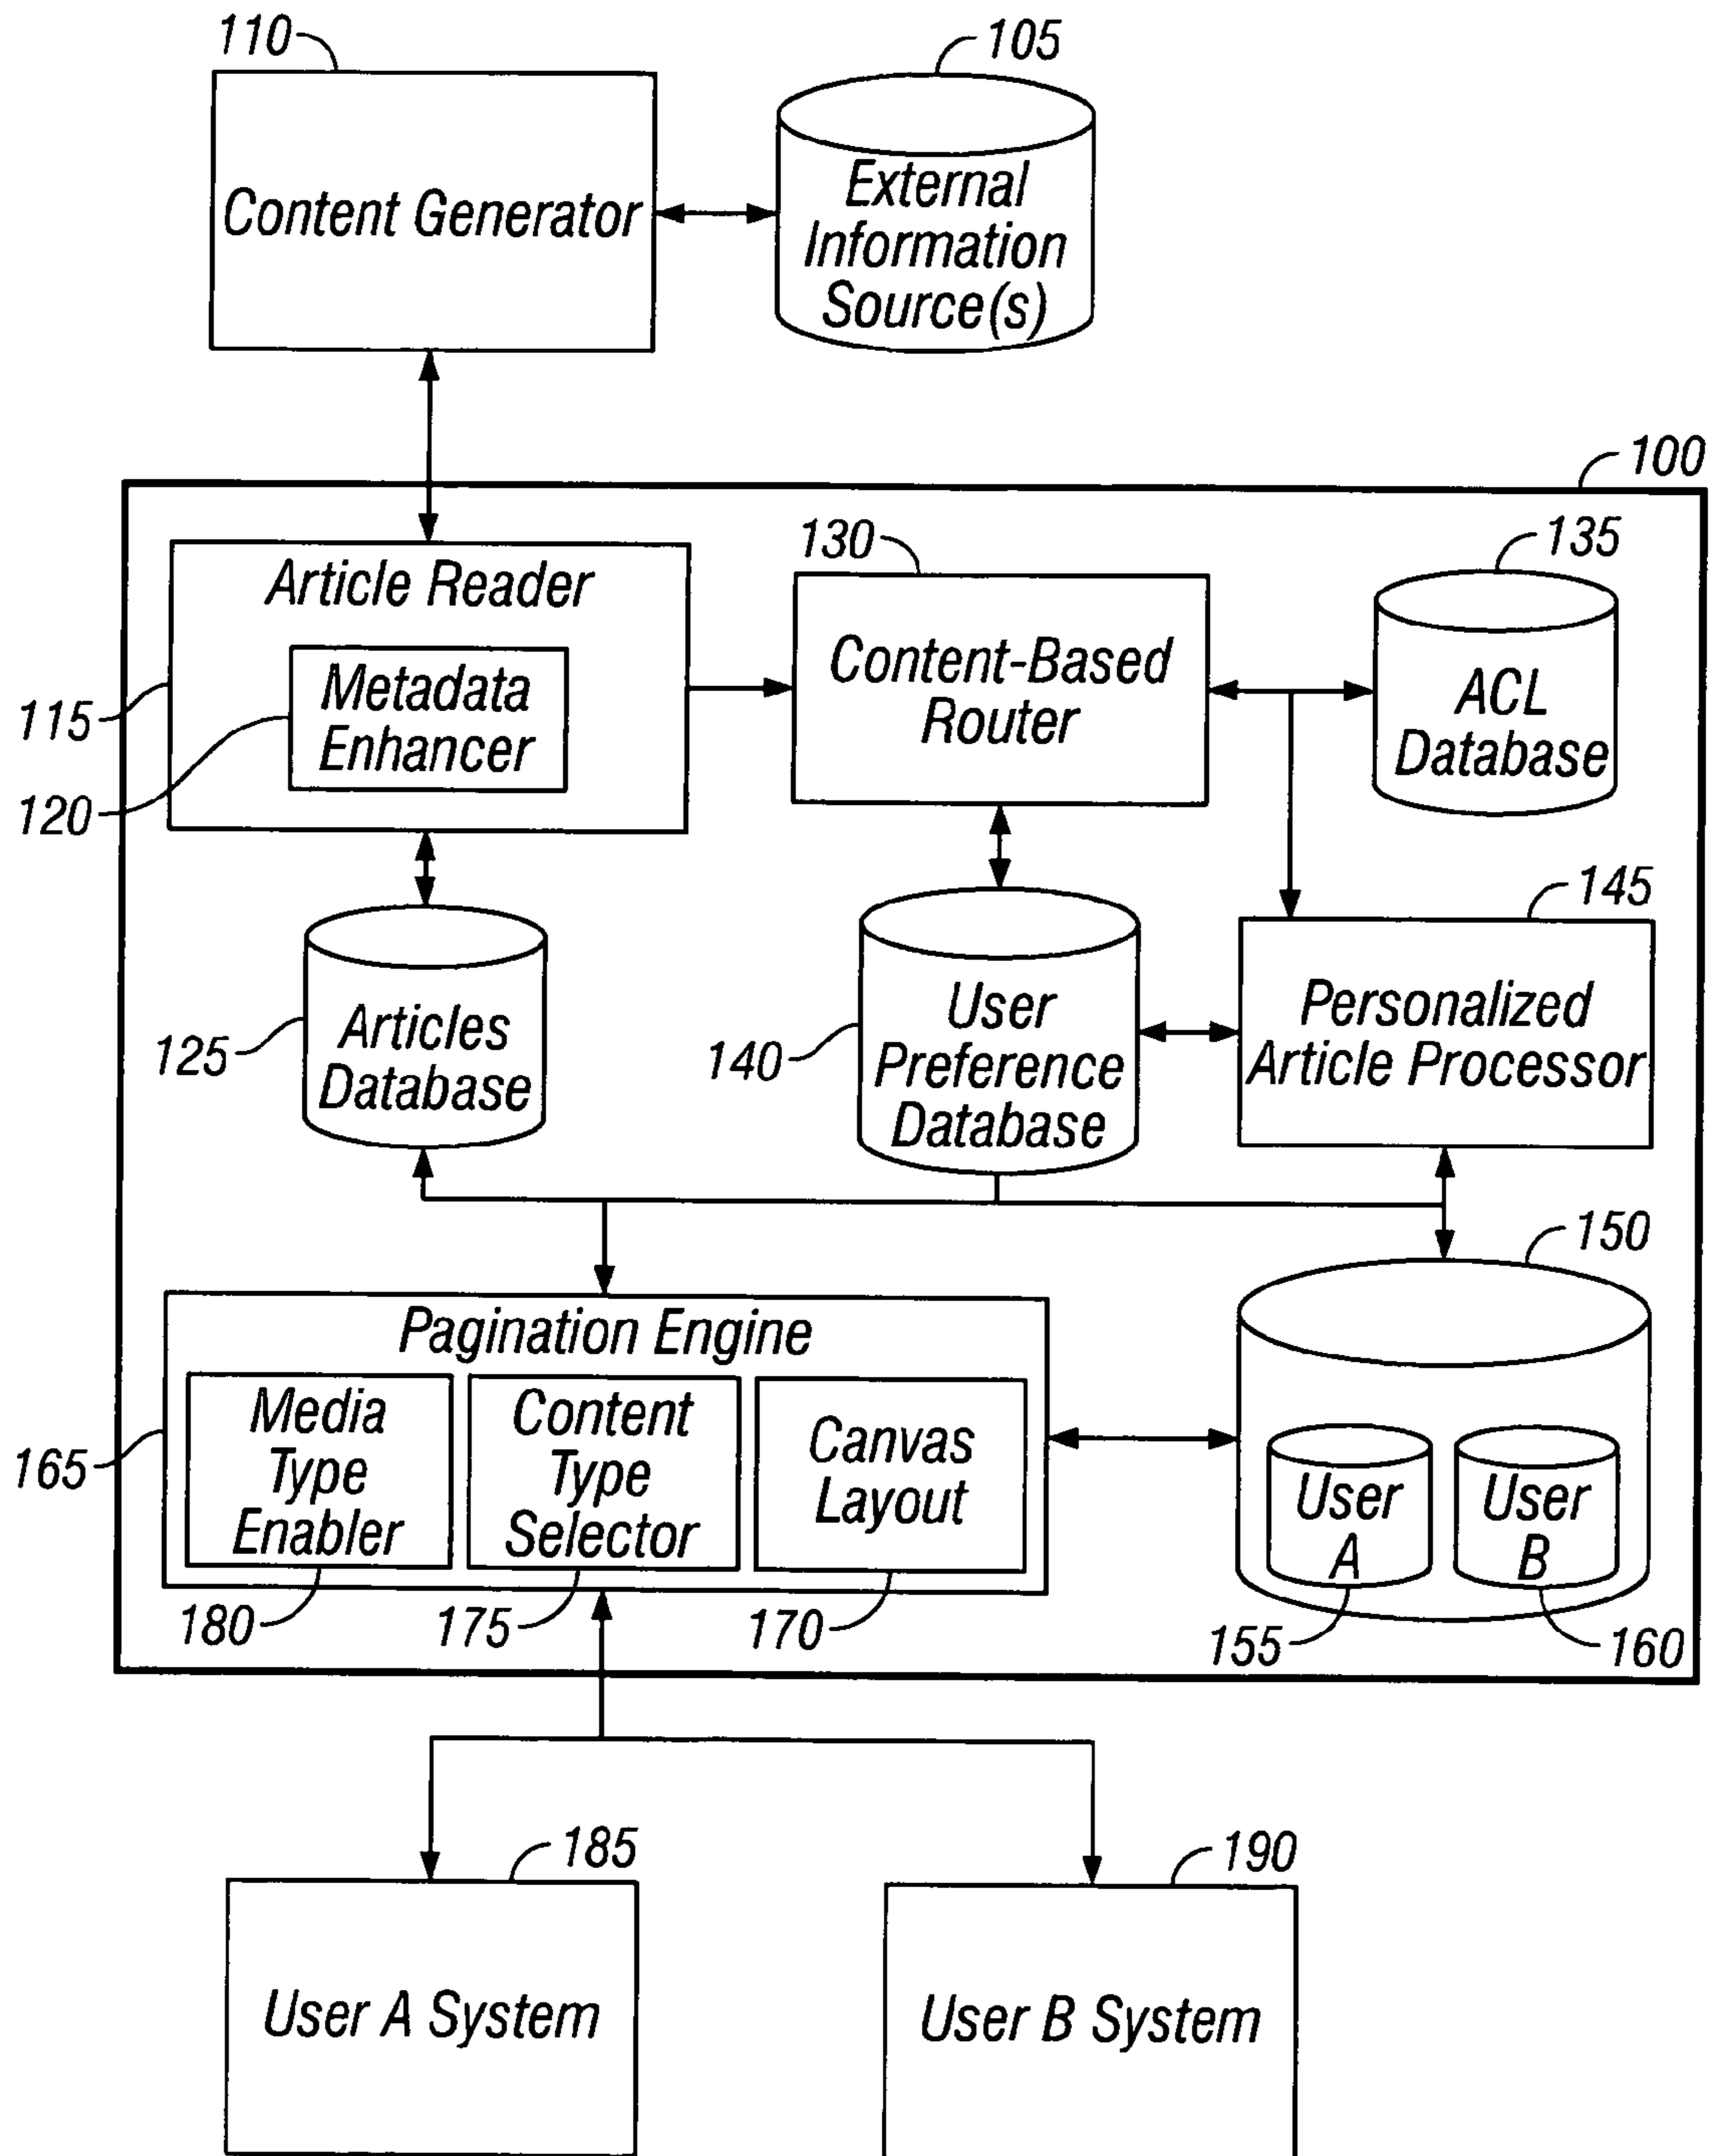 110
105
Content Generator
External
Information
Source(s)
100
Article Reader
130
135
Metadata
Enhancer
Content-Based
Router
ACL
Database
115
120
145
125
Articles
Database
140
User
Preference
Database
Personalized
Article Processor
150
Pagination Engine
165
Media
Type
Enabler
Content
Type
Selector
Canvas
Layout
User
A
User
B
180
175
170
155
160
185
190
User A System
User B System